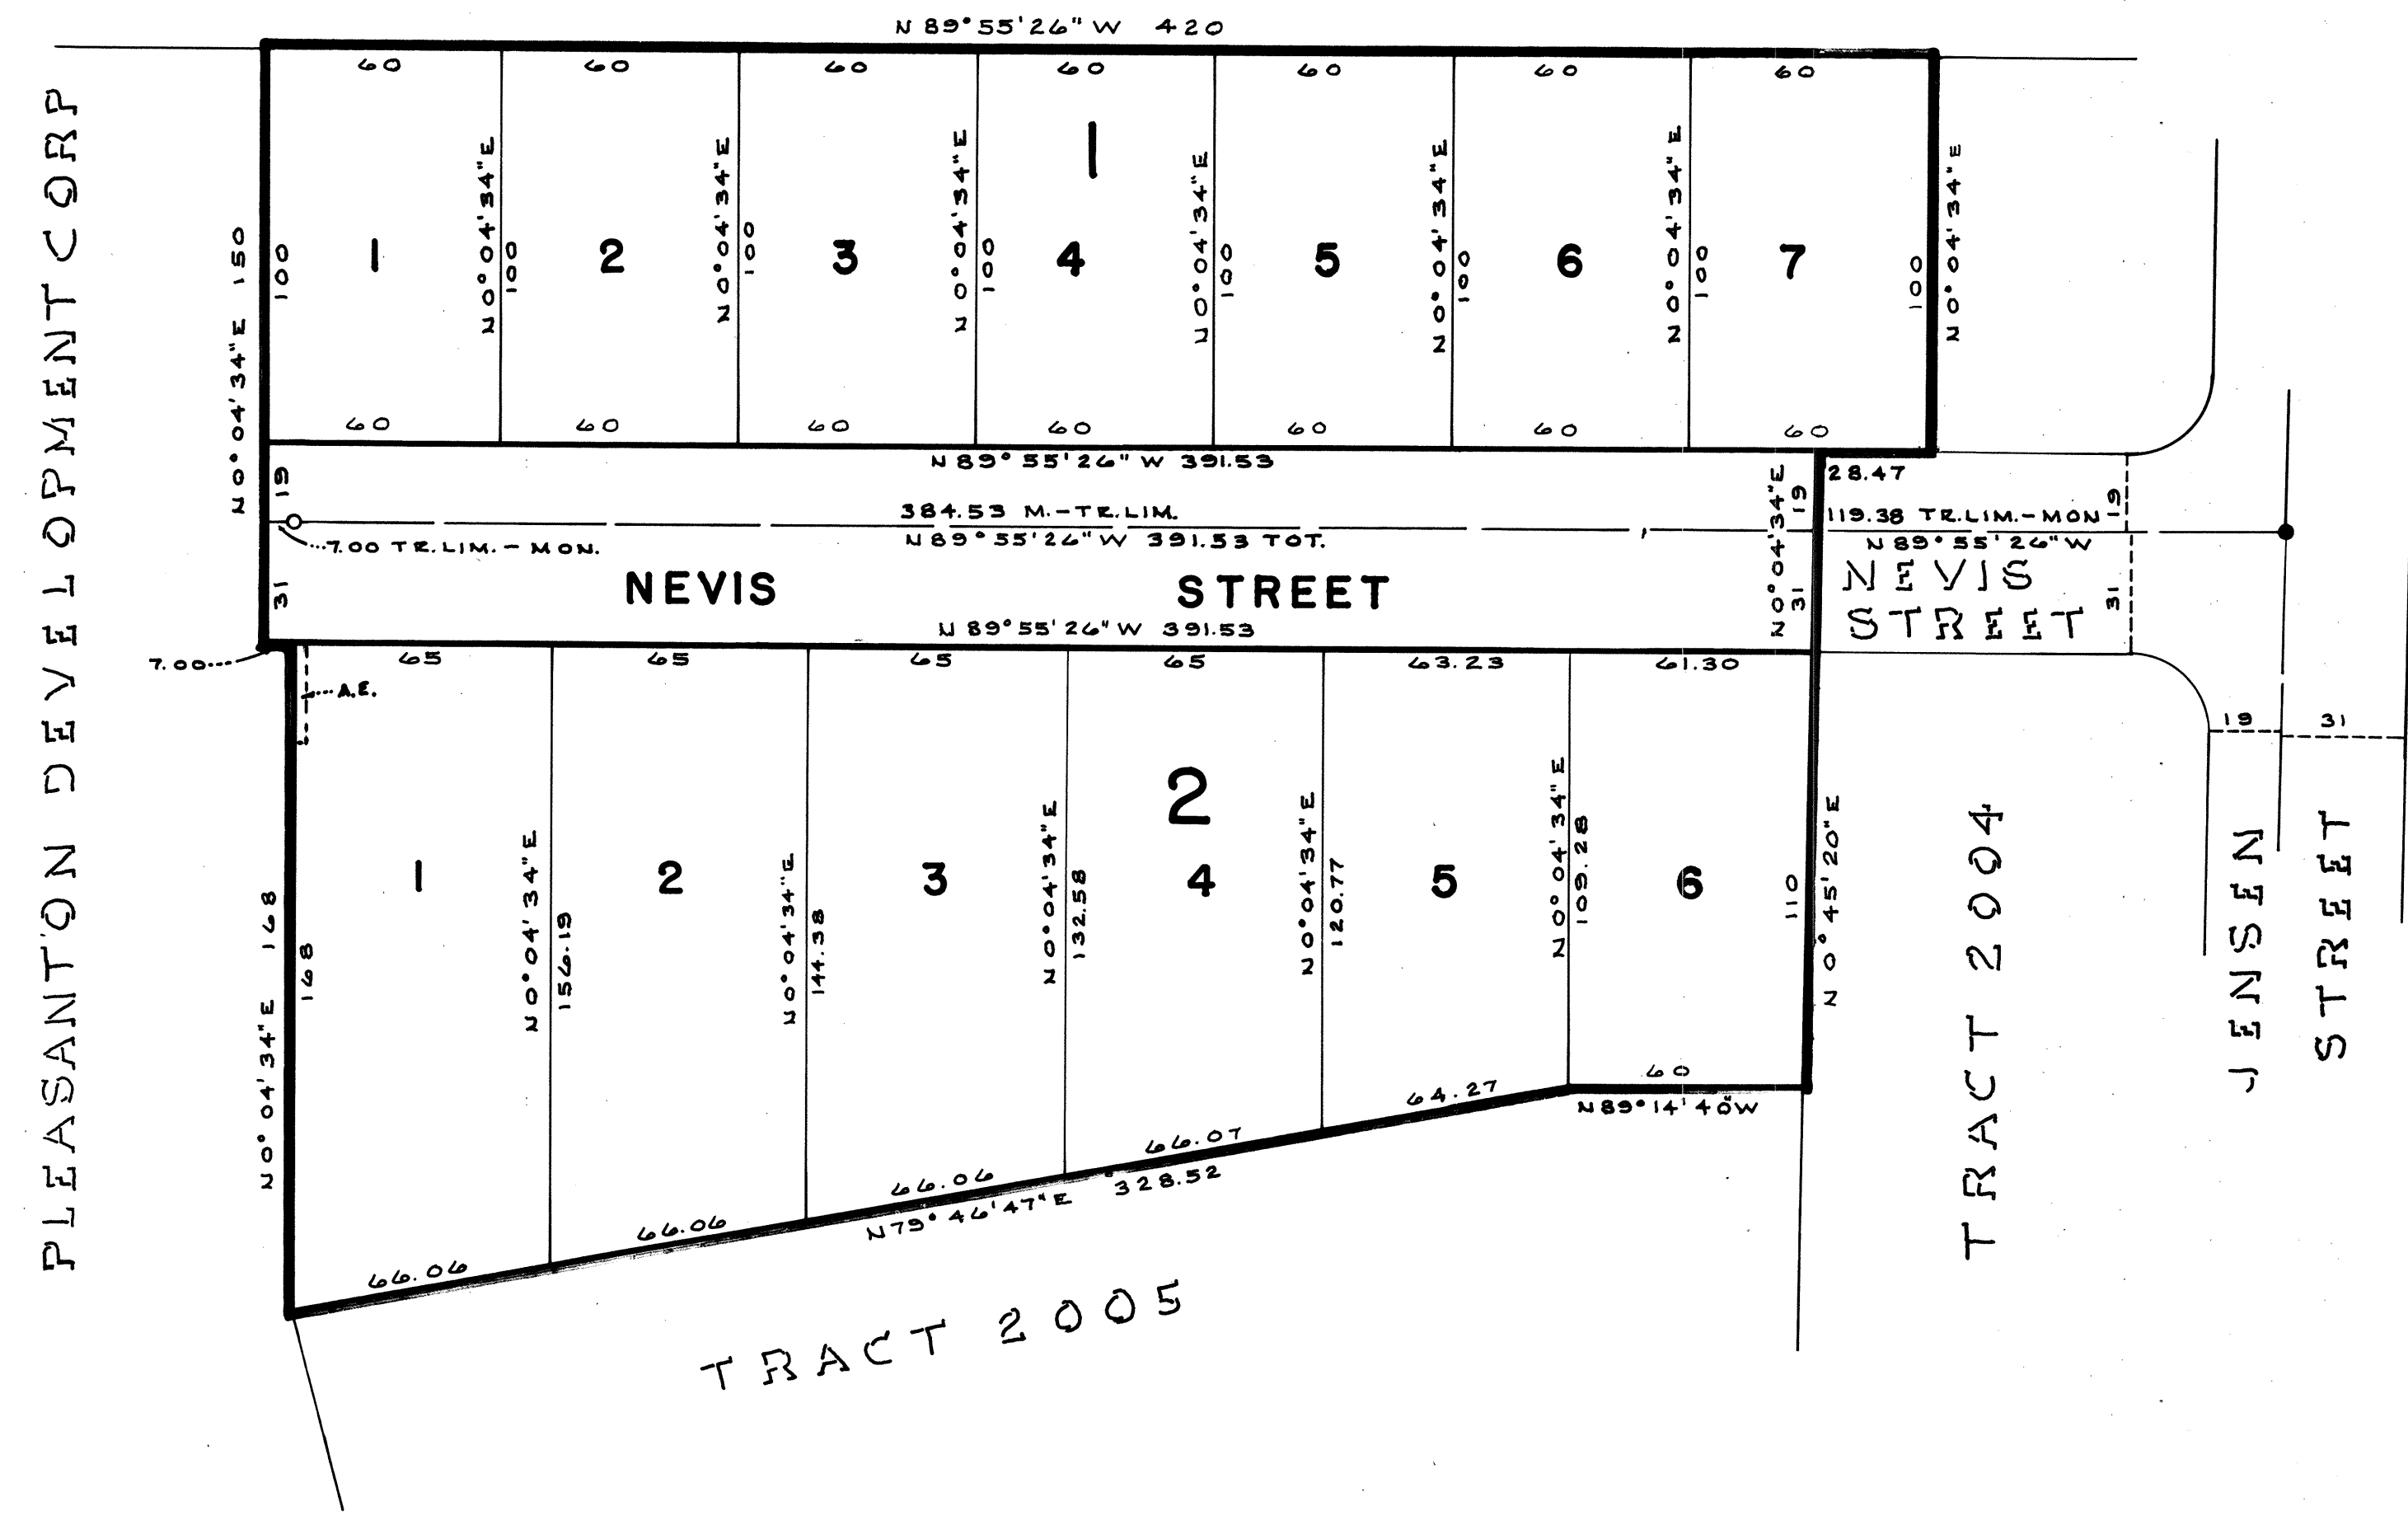 N 89°55'26" W 420
60
60
60
60
60
60
60
PLEASANTON DEVELOPMENT CORP
N 0° 04' 34" E 150
100
1
N 0° 04' 34" E
100
2
N 0° 04' 34" E
100
3
N 0° 04' 34" E
100
1
4
N 0° 04' 34" E
100
5
N 0° 04' 34" E
100
6
N 0° 04' 34" E
100
7
100
N 0° 04' 34" E
60
60
60
60
60
60
60
N 89° 55' 26" W 391.53
19
384.53 M.-TR.LIM.
N 89° 55' 26" W 391.53 TOT.
7.00 TR.LIM.-MON.
31
NEVIS STREET
N 89° 55' 26" W 391.53
N 0° 04' 34" E
19
31
28.47
119.38 TR.LIM.-MON
N 89° 55' 26" W
19
NEVIS
STREET
31
7.00
A.E.
65
65
65
65
63.23
61.30
19
31
2
N 0° 04' 34" E 168
168
1
N 0° 04' 34" E
156.19
2
N 0° 04' 34" E
144.38
3
N 0° 04' 34" E
132.58
4
N 0° 04' 34" E
120.77
5
N 0° 04' 34" E
109.28
6
110
N 0° 45' 20" E
TRACT 2004
JENSEN
STREET
60
N 89° 14' 40" W
66.06
66.06
66.06
66.07
64.27
N 79° 46' 47" E 328.52
TRACT 2005